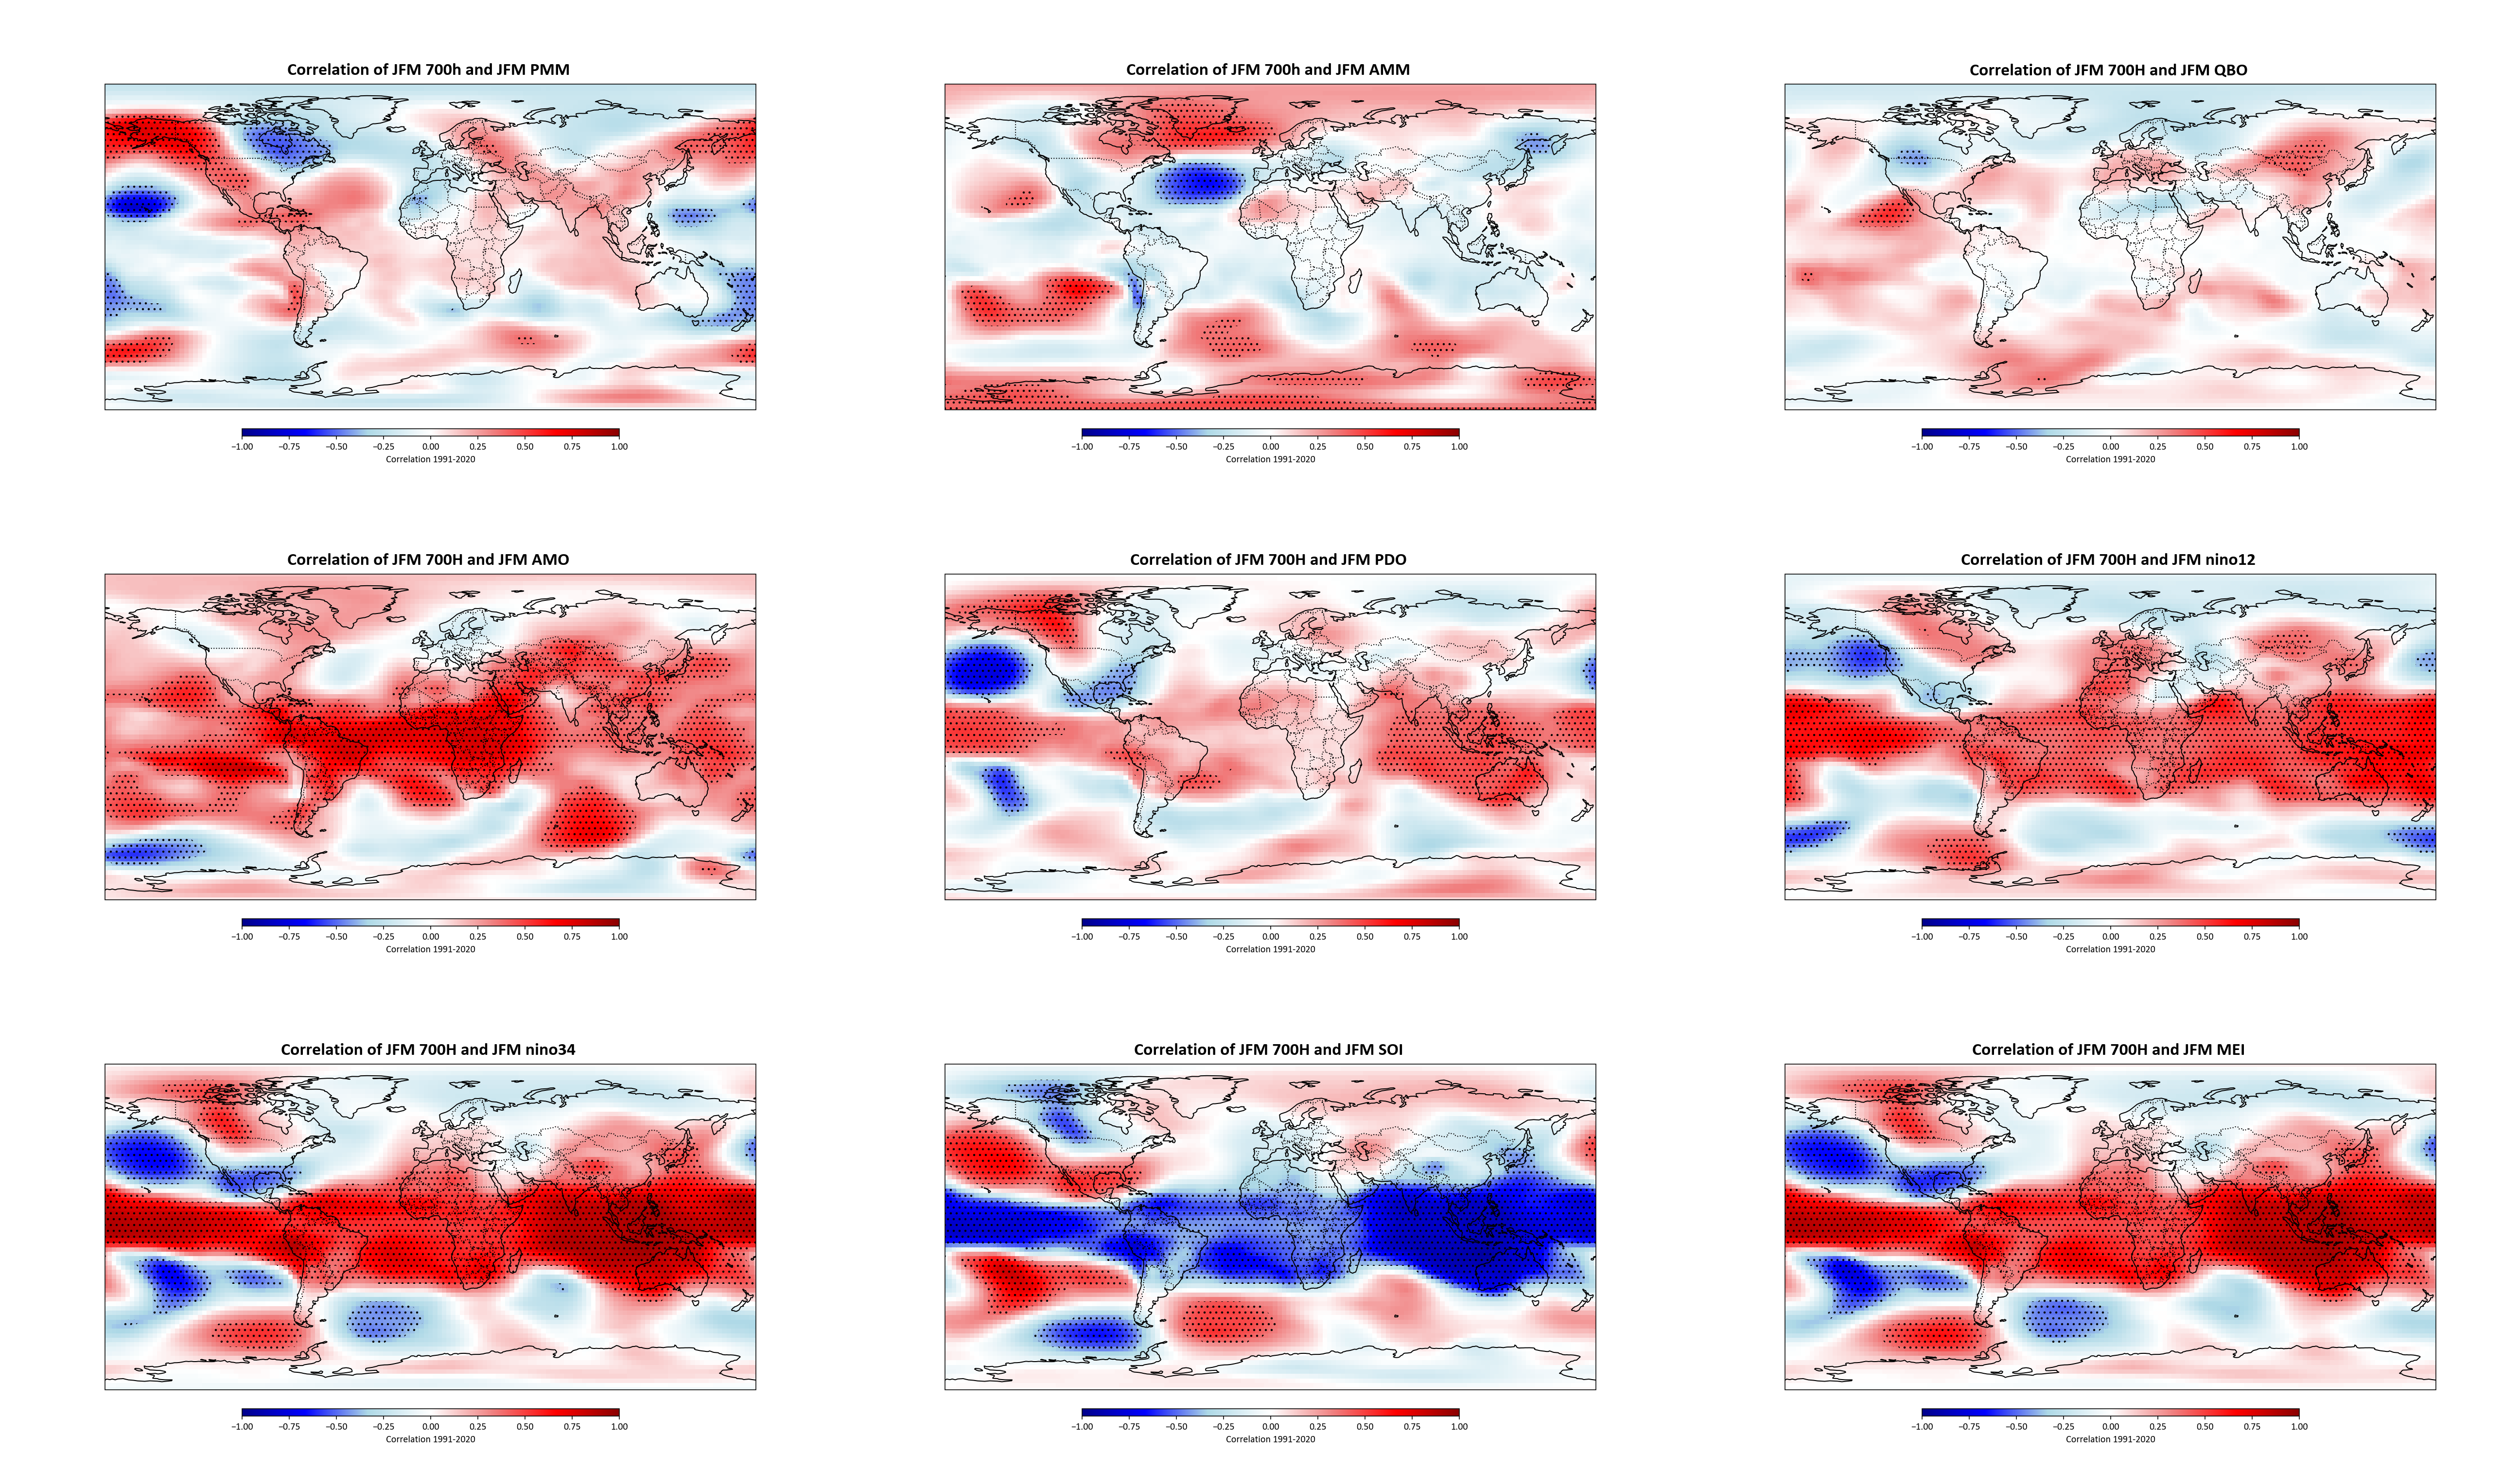 Correlation of JFM 700h and JFM PMM
−1.00 −0.75 −0.50 −0.25 0.00 0.25 0.50 0.75 1.00
Correlation 1991-2020
Correlation of JFM 700h and JFM AMM
−1.00 −0.75 −0.50 −0.25 0.00 0.25 0.50 0.75 1.00
Correlation 1991-2020
Correlation of JFM 700H and JFM QBO
−1.00 −0.75 −0.50 −0.25 0.00 0.25 0.50 0.75 1.00
Correlation 1991-2020
Correlation of JFM 700H and JFM AMO
−1.00 −0.75 −0.50 −0.25 0.00 0.25 0.50 0.75 1.00
Correlation 1991-2020
Correlation of JFM 700H and JFM PDO
−1.00 −0.75 −0.50 −0.25 0.00 0.25 0.50 0.75 1.00
Correlation 1991-2020
Correlation of JFM 700H and JFM nino12
−1.00 −0.75 −0.50 −0.25 0.00 0.25 0.50 0.75 1.00
Correlation 1991-2020
Correlation of JFM 700H and JFM nino34
−1.00 −0.75 −0.50 −0.25 0.00 0.25 0.50 0.75 1.00
Correlation 1991-2020
Correlation of JFM 700H and JFM SOI
−1.00 −0.75 −0.50 −0.25 0.00 0.25 0.50 0.75 1.00
Correlation 1991-2020
Correlation of JFM 700H and JFM MEI
−1.00 −0.75 −0.50 −0.25 0.00 0.25 0.50 0.75 1.00
Correlation 1991-2020